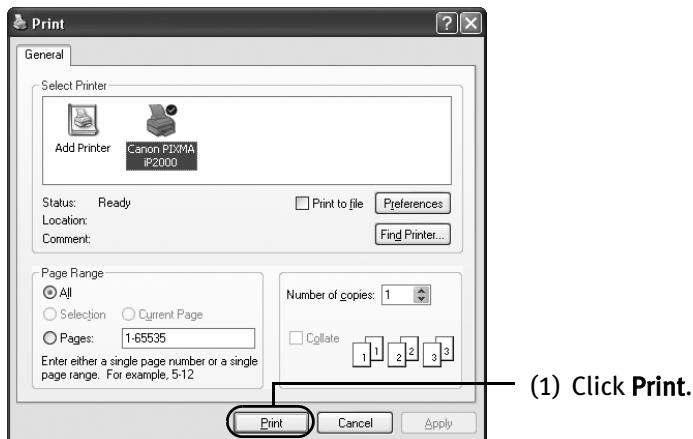 Print
General
Select Printer
Add Printer
Canon PIXMA
iP2000
Status: Ready
Location:
Comment:
Print to file
Preferences
Find Printer...
Page Range
All
Selection
Current Page
Pages: 1-65535
Enter either a single page number or a single
page range. For example, 5-12
Number of copies: 1
Collate
1 1 2 2 3 3
Print
Cancel
Apply
(1) Click Print.